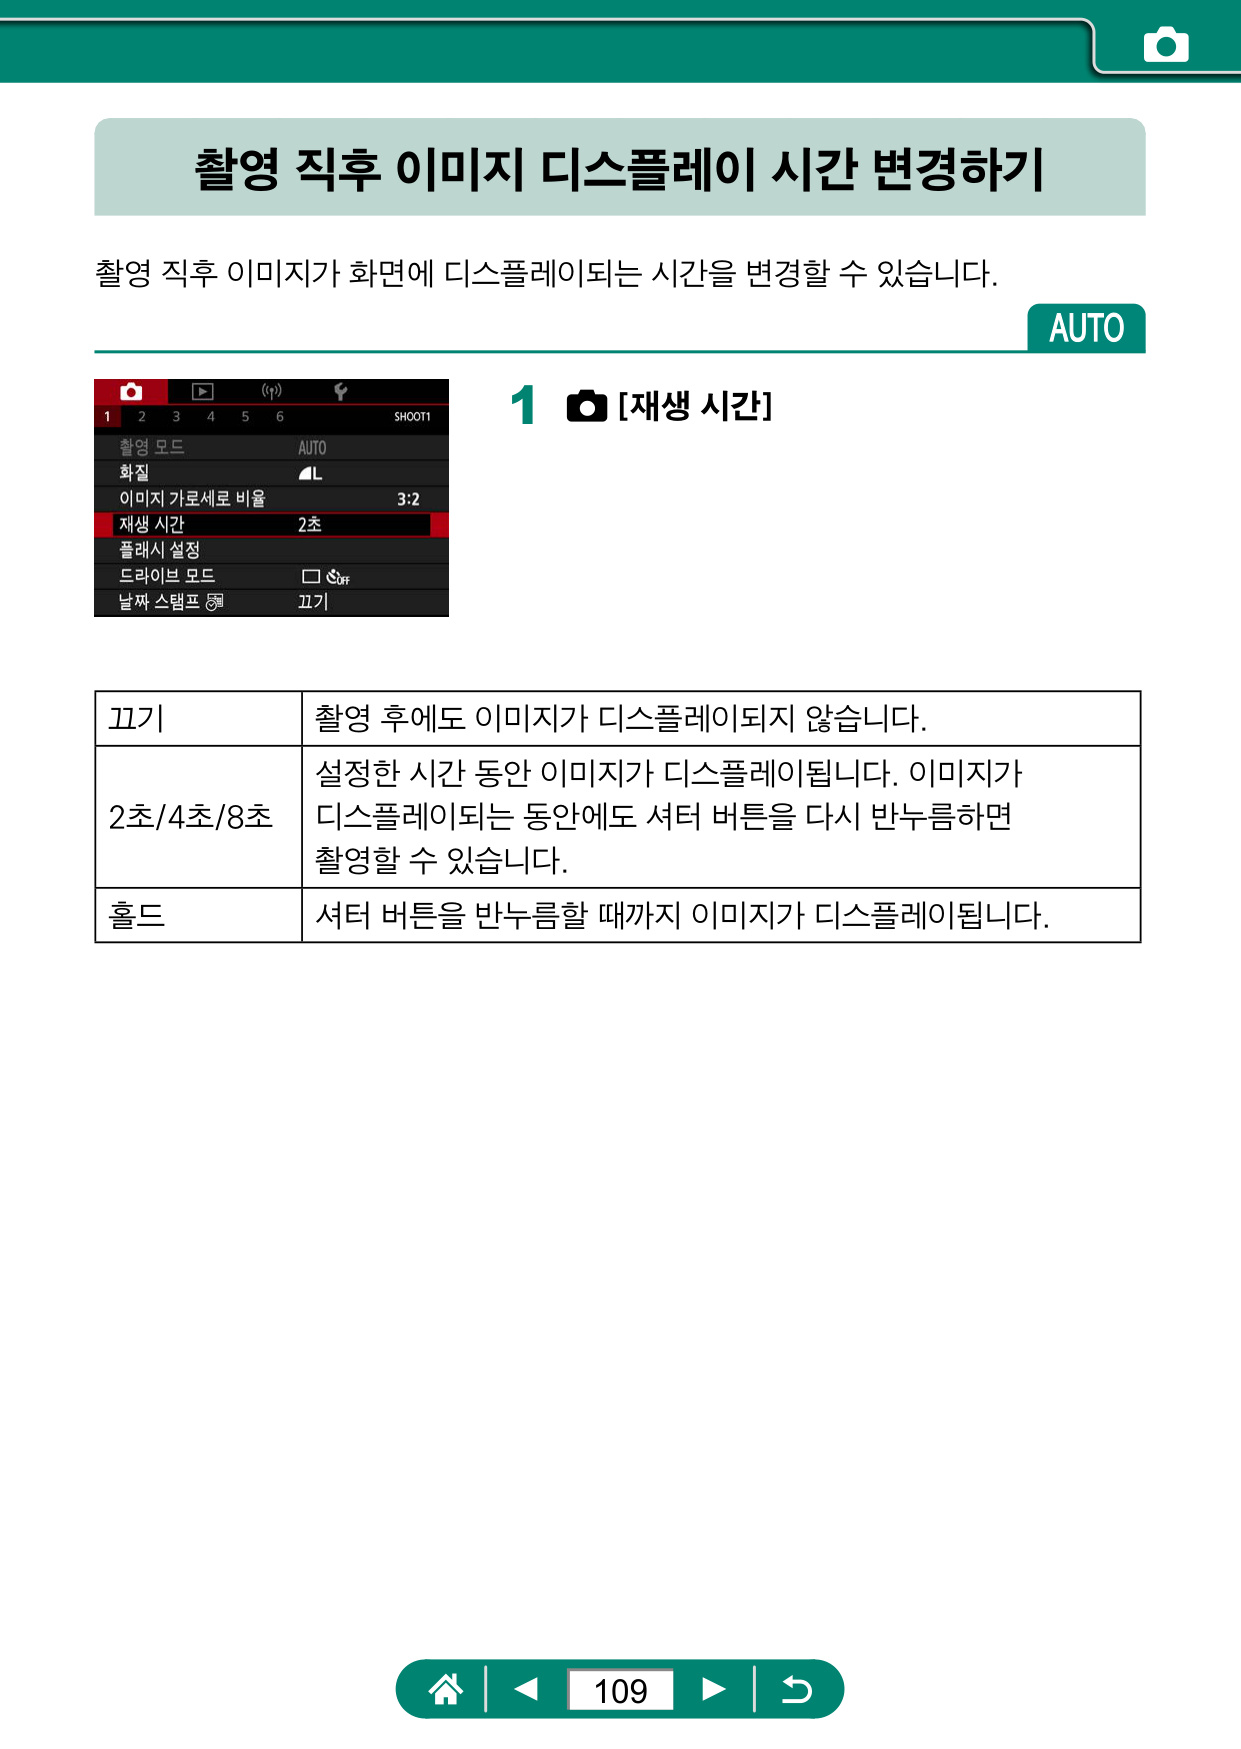 촬영 직후 이미지 디스플레이 시간 변경하기
촬영 직후 이미지가 화면에 디스플레이되는 시간을 변경할 수 있습니다.
AUTO
1 2 3 4 5 6 SHOOT1
촬영 모드 AUTO
화질 L
이미지 가로세로 비율 3:2
재생 시간 2초
플래시 설정
드라이브 모드 OFF
날짜 스탬프 끄기
1 [재생 시간]
끄기 촬영 후에도 이미지가 디스플레이되지 않습니다.
2초/4초/8초 설정한 시간 동안 이미지가 디스플레이됩니다. 이미지가
디스플레이되는 동안에도 셔터 버튼을 다시 반누름하면
촬영할 수 있습니다.
홀드 셔터 버튼을 반누름할 때까지 이미지가 디스플레이됩니다.
109